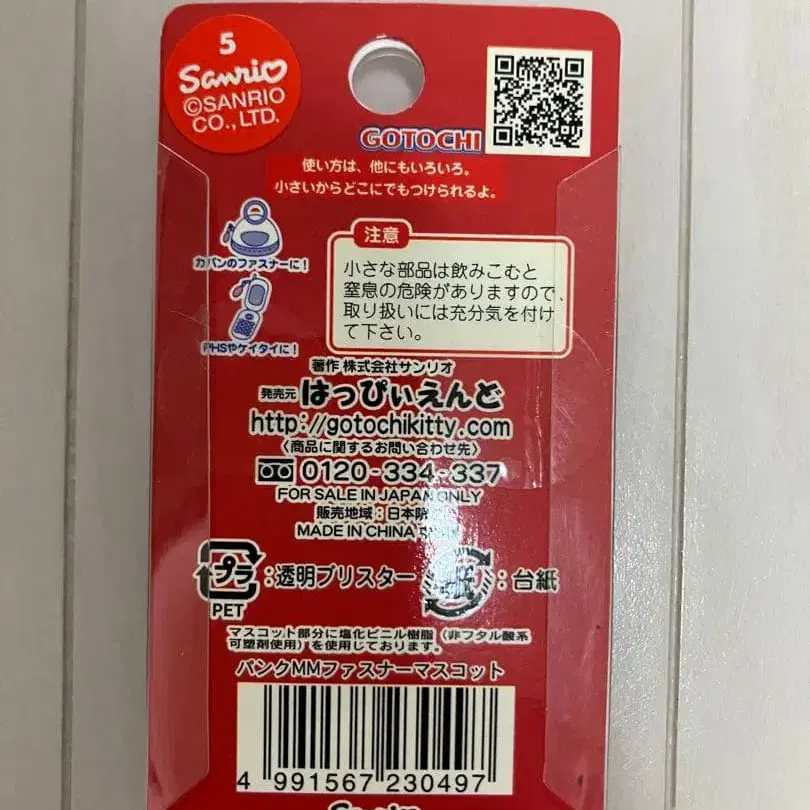 5
Sanrio
©SANRIO
CO., LTD.
GOTOCHI
使い方は、他にもいろいろ。
小さいからどこにでもつけられるよ。
カバンのファスナーに!
PHSやケイタイに!
注意
小さな部品は飲みこむと
窒息の危険がありますので、
取り扱いには充分気を付け
て下さい。
著作 株式会社サンリオ
発売元 はっぴぃえんど
http://gotochikitty.com
〈商品に関するお問い合わせ先〉
0120-334-337
FOR SALE IN JAPAN ONLY
販売地域:日本
MADE IN CHINA
プラ
:透明ブリスター
:台紙
PET
マスコット部分に塩化ビニル樹脂(非フタル酸系
可塑剤使用)を使用しております。
パンクMMファスナーマスコット
4 991567 230497